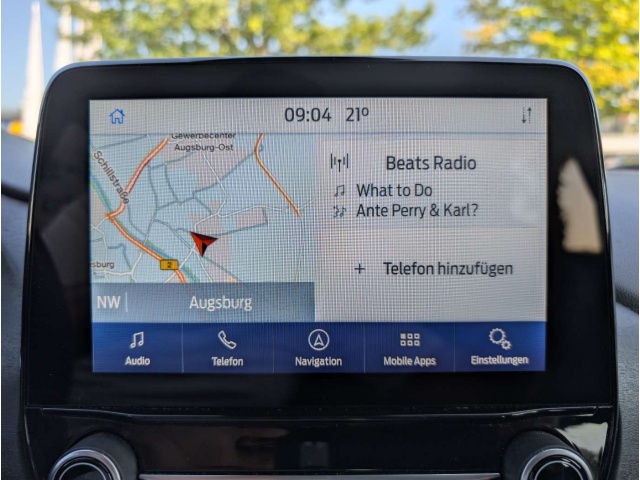 09:04 21°
Gewerbecenter
Augsburg-Ost
Schillstraße
sburg
2
NW
Augsburg
Beats Radio
What to Do
Ante Perry & Karl?
+ Telefon hinzufügen
Audio
Telefon
Navigation
Mobile Apps
Einstellungen